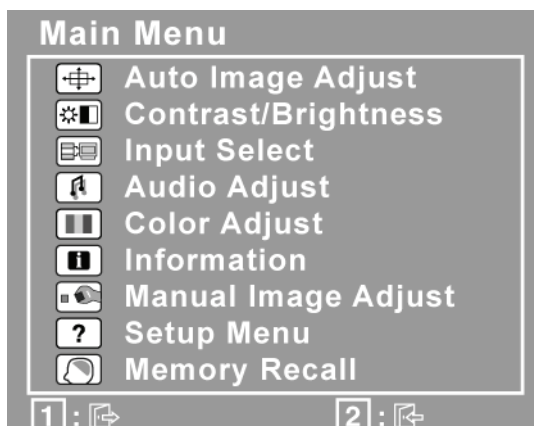 Main Menu
Auto Image Adjust
Contrast/Brightness
Input Select
Audio Adjust
Color Adjust
i Information
Manual Image Adjust
? Setup Menu
Memory Recall
1 : 2 :